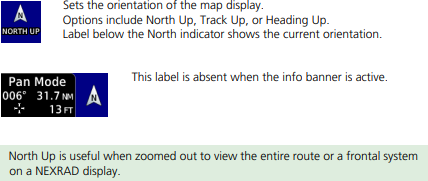 Sets the orientation of the map display.
N
Options include North Up, Track Up, or Heading Up.
NORTH UP
Label below the North indicator shows the current orientation.
Pan Mode
006° 31.7 NM
13 FT
N
This label is absent when the info banner is active.
North Up is useful when zoomed out to view the entire route or a frontal system
on a NEXRAD display.